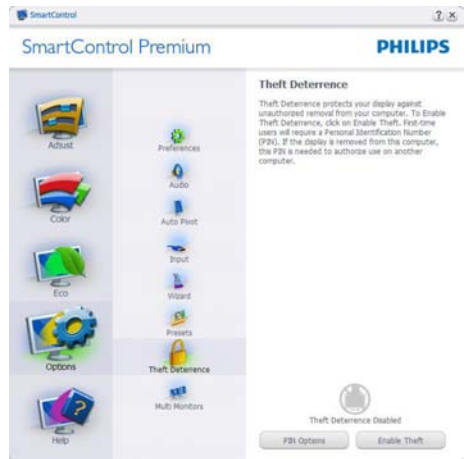 SmartControl
? ×
SmartControl Premium
PHILIPS
Adjust
Color
Eco
Options
Help
Preferences
Audio
Auto Pivot
Input
Wizard
Presets
Theft Deterrence
Multi Monitors
Theft Deterrence
Theft Deterrence protects your display against
unauthorized removal from your computer. To Enable
Theft Deterrence, click on Enable Theft. First-time
users will require a Personal Identification Number
(PIN). If the display is removed from this computer,
this PIN is needed to authorize use on another
computer.
Theft Deterrence Disabled
PIN Options
Enable Theft